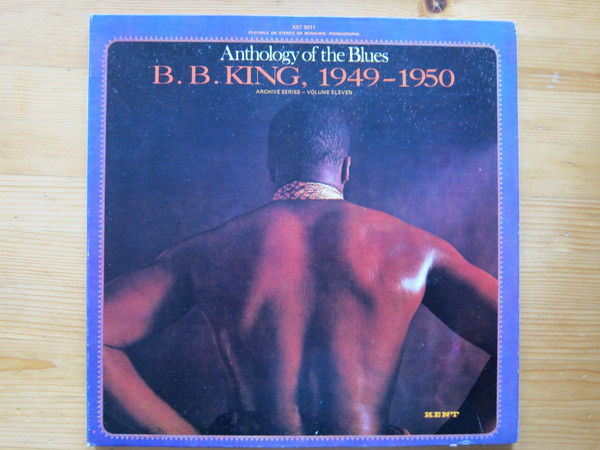 KST 9011
PLAYABLE ON STEREO OR MONAURAL PHONOGRAPHS
Anthology of the Blues
B. B. KING, 1949–1950
ARCHIVE SERIES – VOLUME ELEVEN
KENT